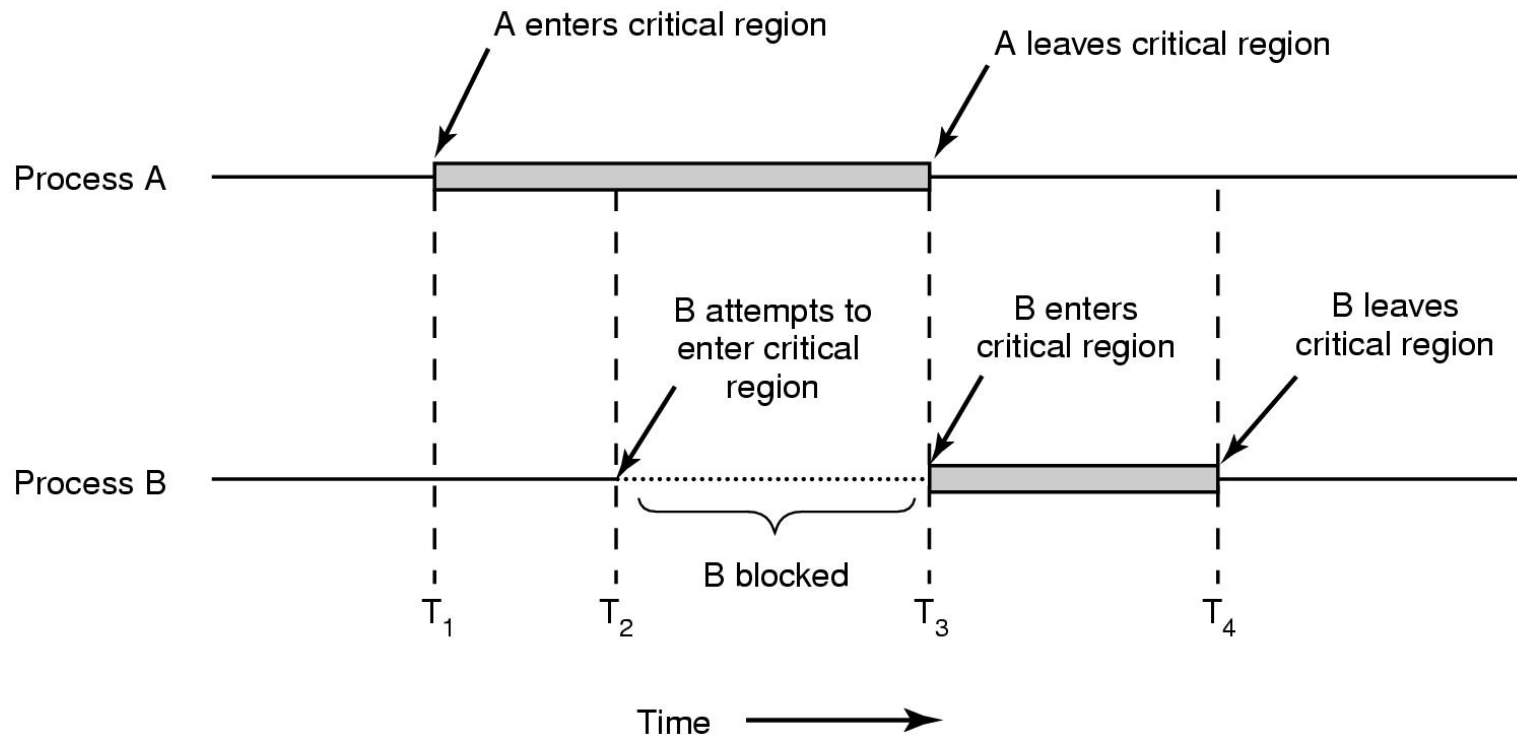 A enters critical region
A leaves critical region
Process A
B attempts to
enter critical
region
B enters
critical region
B leaves
critical region
Process B
B blocked
T1
T2
T3
T4
Time